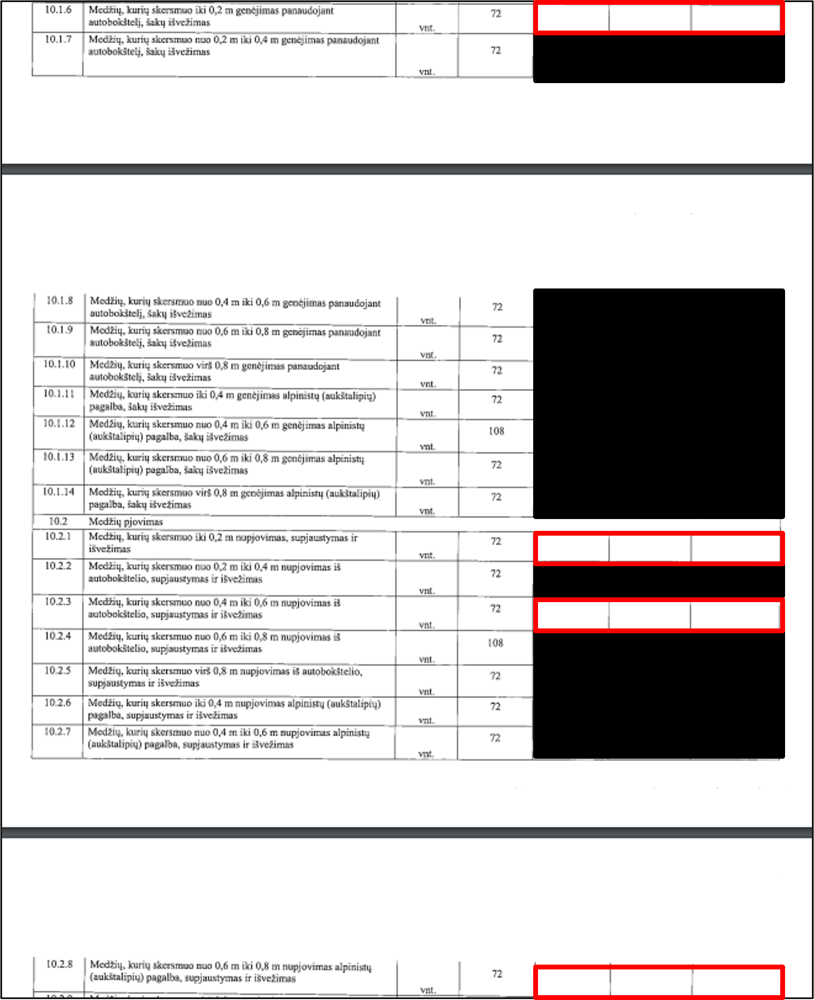 10.1.6 Medžių, kurių skersmuo iki 0,2 m genėjimas panaudojant
autobokštelį, šakų išvežimas vnt. 72
10.1.7 Medžių, kurių skersmuo nuo 0,2 m iki 0,4 m genėjimas panaudojant
autobokštelį, šakų išvežimas vnt. 72
10.1.8 Medžių, kurių skersmuo nuo 0,4 m iki 0,6 m genėjimas panaudojant
autobokštelį, šakų išvežimas vnt. 72
10.1.9 Medžių, kurių skersmuo nuo 0,6 m iki 0,8 m genėjimas panaudojant
autobokštelį, šakų išvežimas vnt. 72
10.1.10 Medžių, kurių skersmuo virš 0,8 m genėjimas panaudojant
autobokštelį, šakų išvežimas vnt. 72
10.1.11 Medžių, kurių skersmuo iki 0,4 m genėjimas alpinistų (aukštalipių)
pagalba, šakų išvežimas vnt. 72
10.1.12 Medžių, kurių skersmuo nuo 0,4 m iki 0,6 m genėjimas alpinistų
(aukštalipių) pagalba, šakų išvežimas vnt. 108
10.1.13 Medžių, kurių skersmuo nuo 0,6 m iki 0,8 m genėjimas alpinistų
(aukštalipių) pagalba, šakų išvežimas vnt. 72
10.1.14 Medžių, kurių skersmuo virš 0,8 m genėjimas alpinistų (aukštalipių)
pagalba, šakų išvežimas vnt. 72
10.2 Medžių pjovimas
10.2.1 Medžių, kurių skersmuo iki 0,2 m nupjovimas, supjaustymas ir
išvežimas vnt. 72
10.2.2 Medžių, kurių skersmuo nuo 0,2 m iki 0,4 m nupjovimas iš
autobokštelio, supjaustymas ir išvežimas vnt. 72
10.2.3 Medžių, kurių skersmuo nuo 0,4 m iki 0,6 m nupjovimas iš
autobokštelio, supjaustymas ir išvežimas vnt. 72
10.2.4 Medžių, kurių skersmuo nuo 0,6 m iki 0,8 m nupjovimas iš
autobokštelio, supjaustymas ir išvežimas vnt. 108
10.2.5 Medžių, kurių skersmuo virš 0,8 m nupjovimas iš autobokštelio,
supjaustymas ir išvežimas vnt. 72
10.2.6 Medžių, kurių skersmuo iki 0,4 m nupjovimas alpinistų (aukštalipių)
pagalba, supjaustymas ir išvežimas vnt. 72
10.2.7 Medžių, kurių skersmuo nuo 0,4 m iki 0,6 m nupjovimas alpinistų
(aukštalipių) pagalba, supjaustymas ir išvežimas vnt. 72
10.2.8 Medžių, kurių skersmuo nuo 0,6 m iki 0,8 m nupjovimas alpinistų
(aukštalipių) pagalba, supjaustymas ir išvežimas vnt. 72